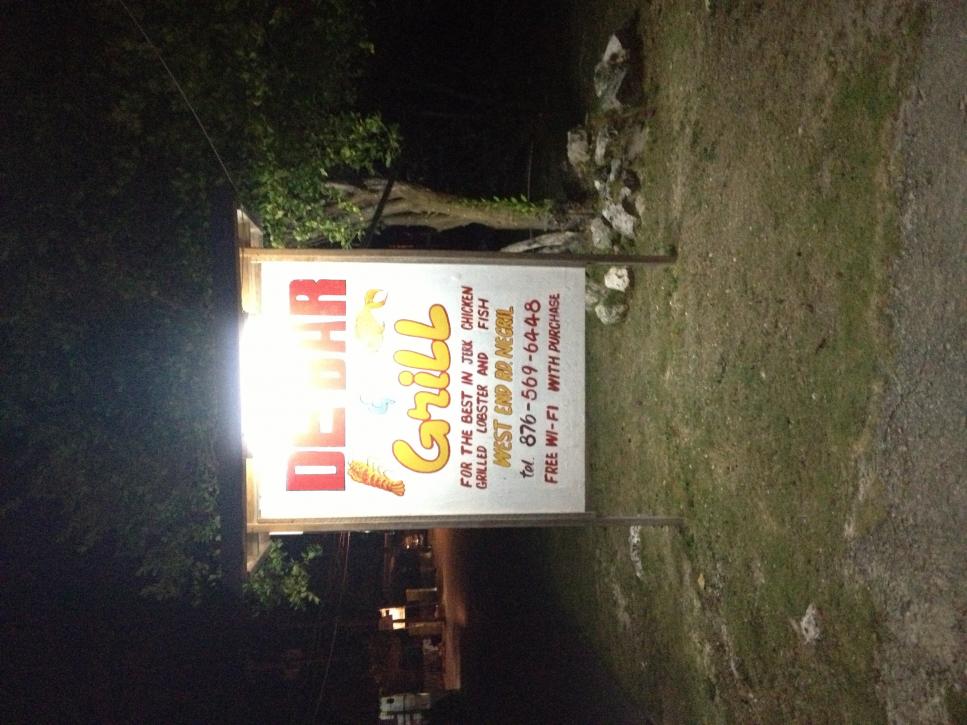 DE BAR
&
GriLL
FOR THE BEST IN JERK CHICKEN
GRILLED LOBSTER AND FISH
WEST END RD. NEGRIL
tel. 876-569-6448
FREE WI-FI WITH PURCHASE